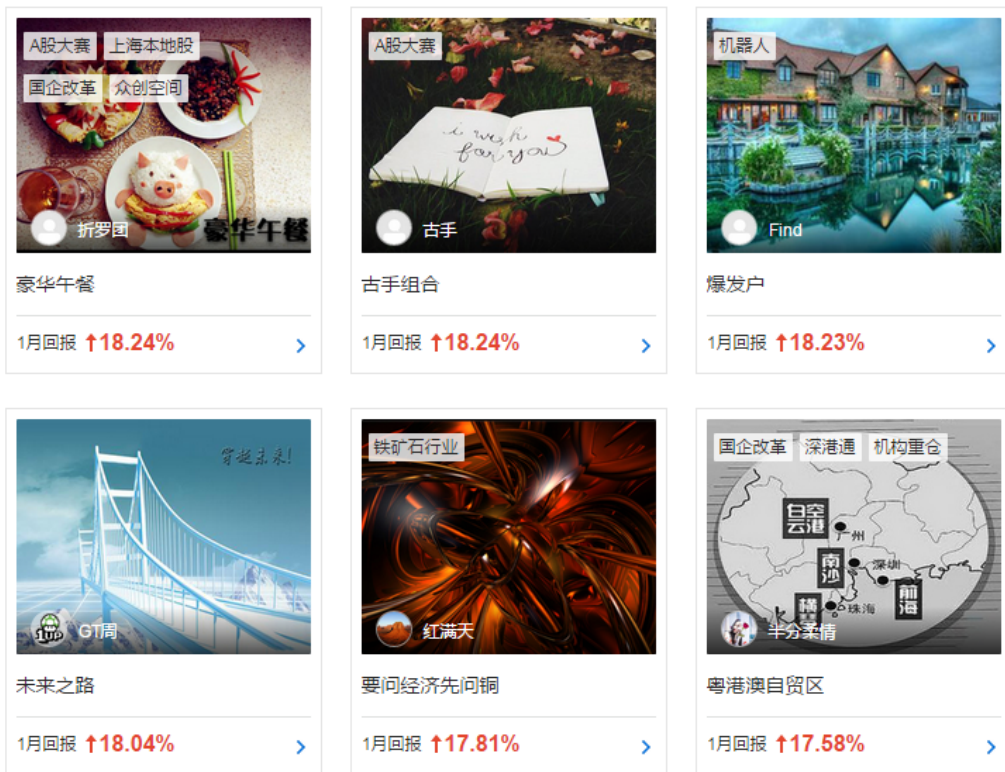 A股大赛 上海本地股
国企改革 众创空间
折罗团
豪华午餐
豪华午餐
1月回报 ↑18.24%
A股大赛
i wish
for you
古手
古手组合
1月回报 ↑18.24%
机器人
Find
爆发户
1月回报 ↑18.23%
穿越未来!
1UP
GT周
未来之路
1月回报 ↑18.04%
铁矿石行业
红满天
要问经济先问铜
1月回报 ↑17.81%
国企改革 深港通 机构重仓
白云
空港
广州
南沙
深圳
前海
珠海
半分柔情
粤港澳自贸区
1月回报 ↑17.58%